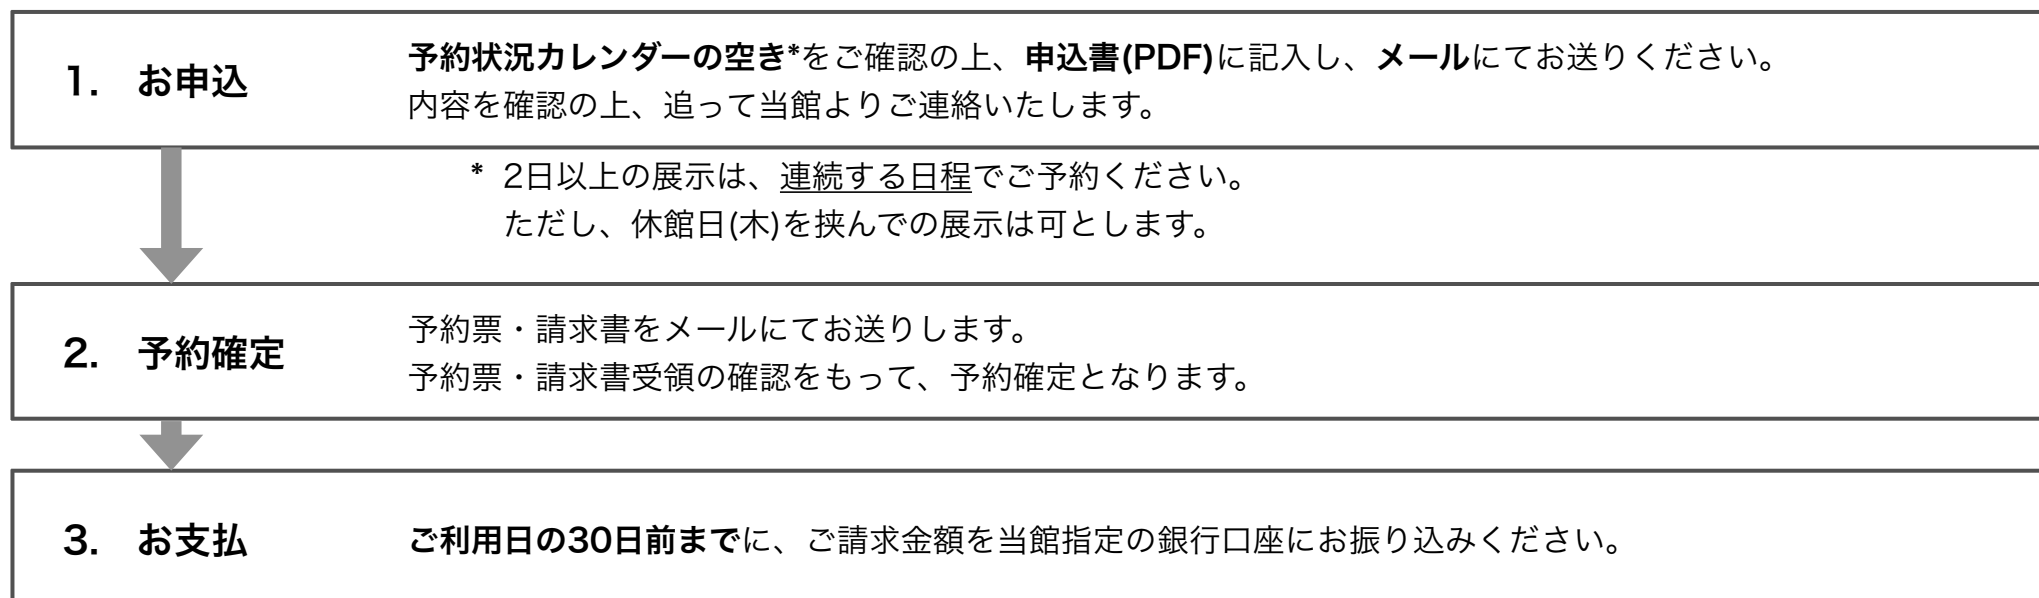 1. お申込
予約状況カレンダーの空き*をご確認の上、申込書(PDF)に記入し、メールにてお送りください。
内容を確認の上、追って当館よりご連絡いたします。
* 2日以上の展示は、連続する日程でご予約ください。
ただし、休館日(木)を挟んでの展示は可とします。
2. 予約確定
予約票・請求書をメールにてお送りします。
予約票・請求書受領の確認をもって、予約確定となります。
3. お支払
ご利用日の30日前までに、ご請求金額を当館指定の銀行口座にお振り込みください。